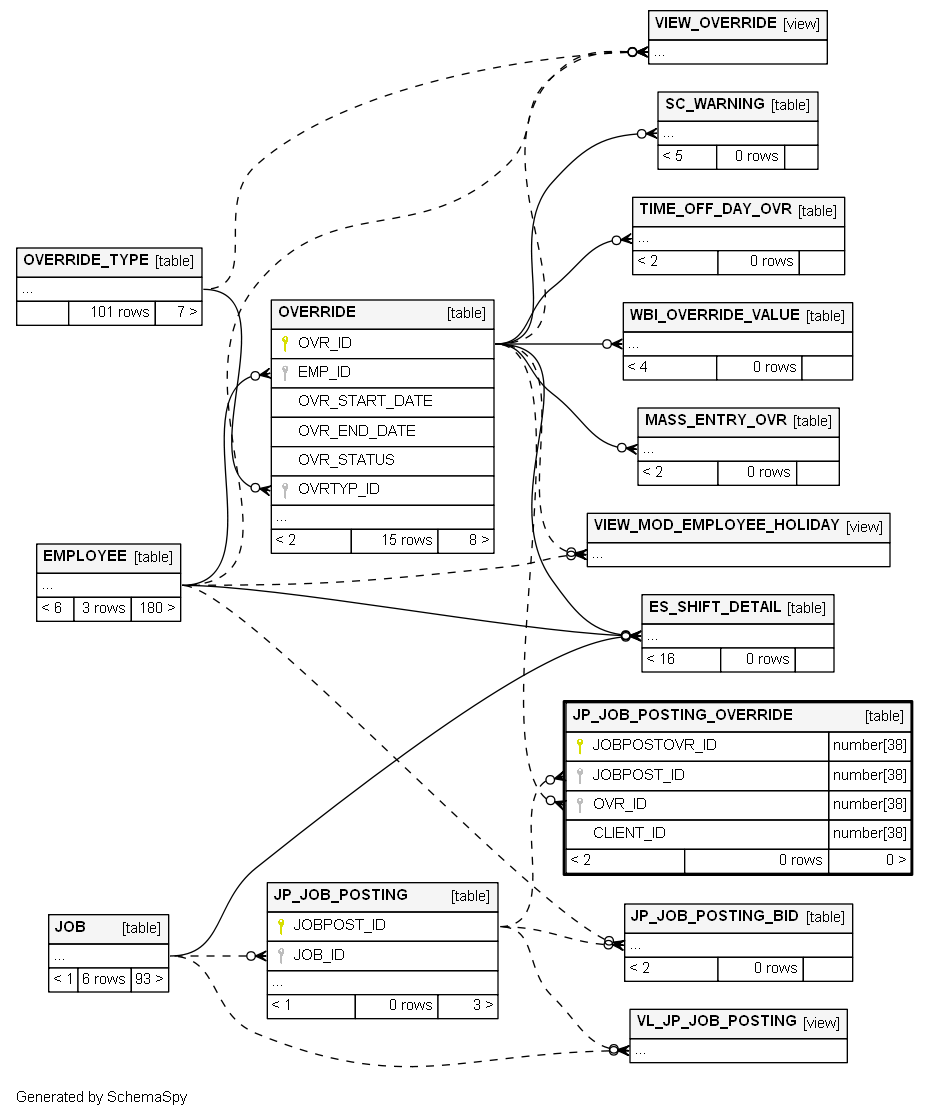 VIEW_OVERRIDE [view]
...
SC_WARNING [table]
...
< 5 0 rows
TIME_OFF_DAY_OVR [table]
...
< 2 0 rows
OVERRIDE_TYPE [table]
...
101 rows 7 >
OVERRIDE [table]
OVR_ID
EMP_ID
OVR_START_DATE
OVR_END_DATE
OVR_STATUS
OVRTYP_ID
...
< 2 15 rows 8 >
WBI_OVERRIDE_VALUE [table]
...
< 4 0 rows
MASS_ENTRY_OVR [table]
...
< 2 0 rows
VIEW_MOD_EMPLOYEE_HOLIDAY [view]
...
EMPLOYEE [table]
...
< 6 3 rows 180 >
ES_SHIFT_DETAIL [table]
...
< 16 0 rows
JP_JOB_POSTING_OVERRIDE [table]
JOBPOSTOVR_ID number[38]
JOBPOST_ID number[38]
OVR_ID number[38]
CLIENT_ID number[38]
< 2 0 rows 0 >
JOB [table]
...
< 1 6 rows 93 >
JP_JOB_POSTING [table]
JOBPOST_ID
JOB_ID
...
< 1 0 rows 3 >
JP_JOB_POSTING_BID [table]
...
< 2 0 rows
VL_JP_JOB_POSTING [view]
...
Generated by SchemaSpy